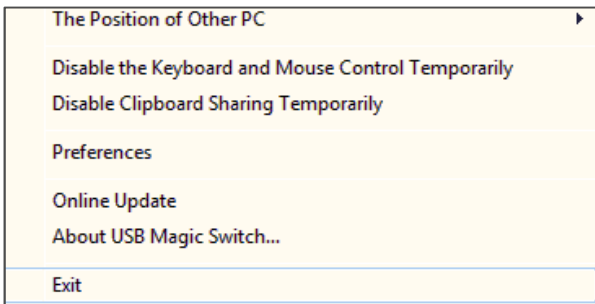 The Position of Other PC
Disable the Keyboard and Mouse Control Temporarily
Disable Clipboard Sharing Temporarily
Preferences
Online Update
About USB Magic Switch...
Exit